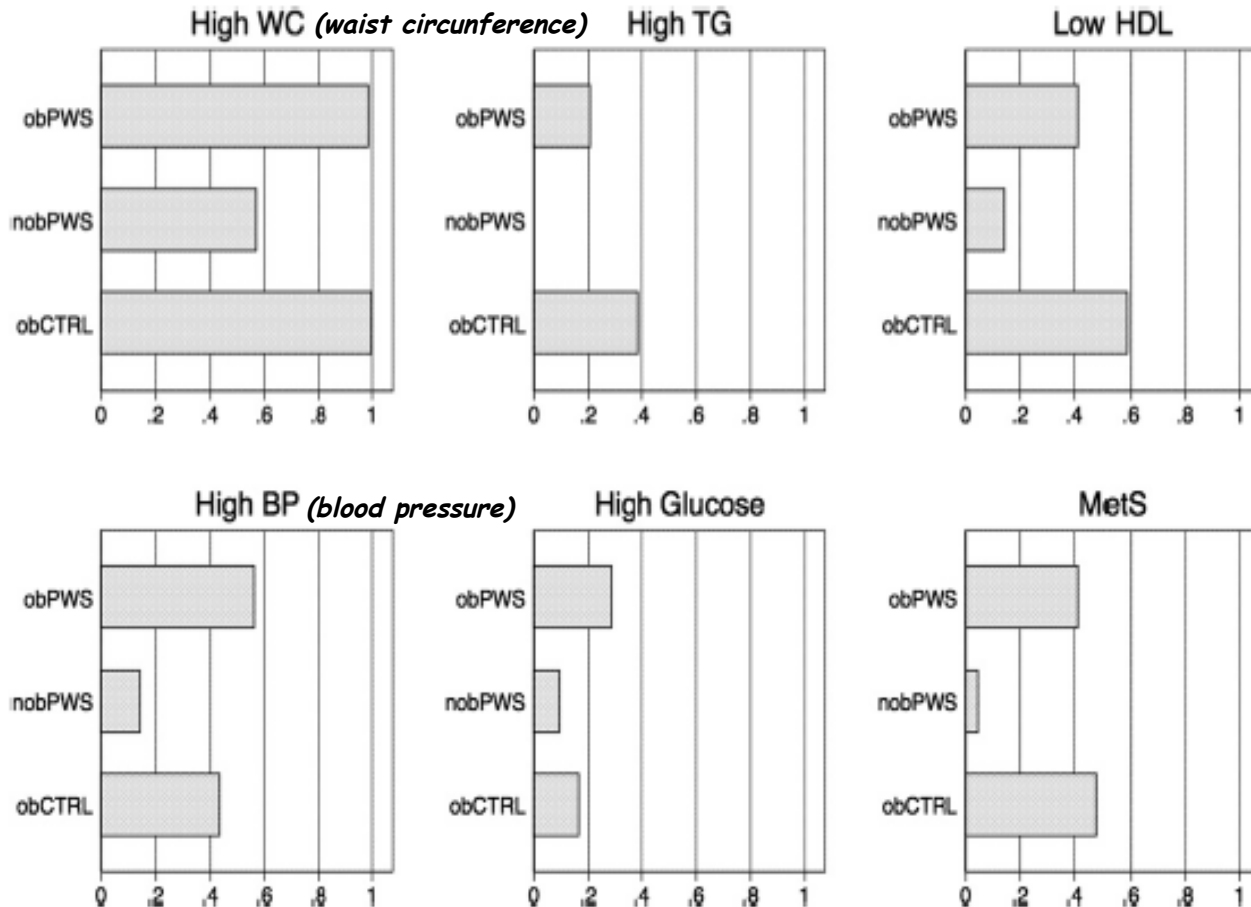 High WC (waist circunference)
obPWS
nobPWS
obCTRL
0 .2 .4 .6 .8 1
High TG
obPWS
nobPWS
obCTRL
0 .2 .4 .6 .8 1
Low HDL
obPWS
nobPWS
obCTRL
0 .2 .4 .6 .8 1
High BP (blood pressure)
obPWS
nobPWS
obCTRL
0 .2 .4 .6 .8 1
High Glucose
obPWS
nobPWS
obCTRL
0 .2 .4 .6 .8 1
MetS
obPWS
nobPWS
obCTRL
0 .2 .4 .6 .8 1